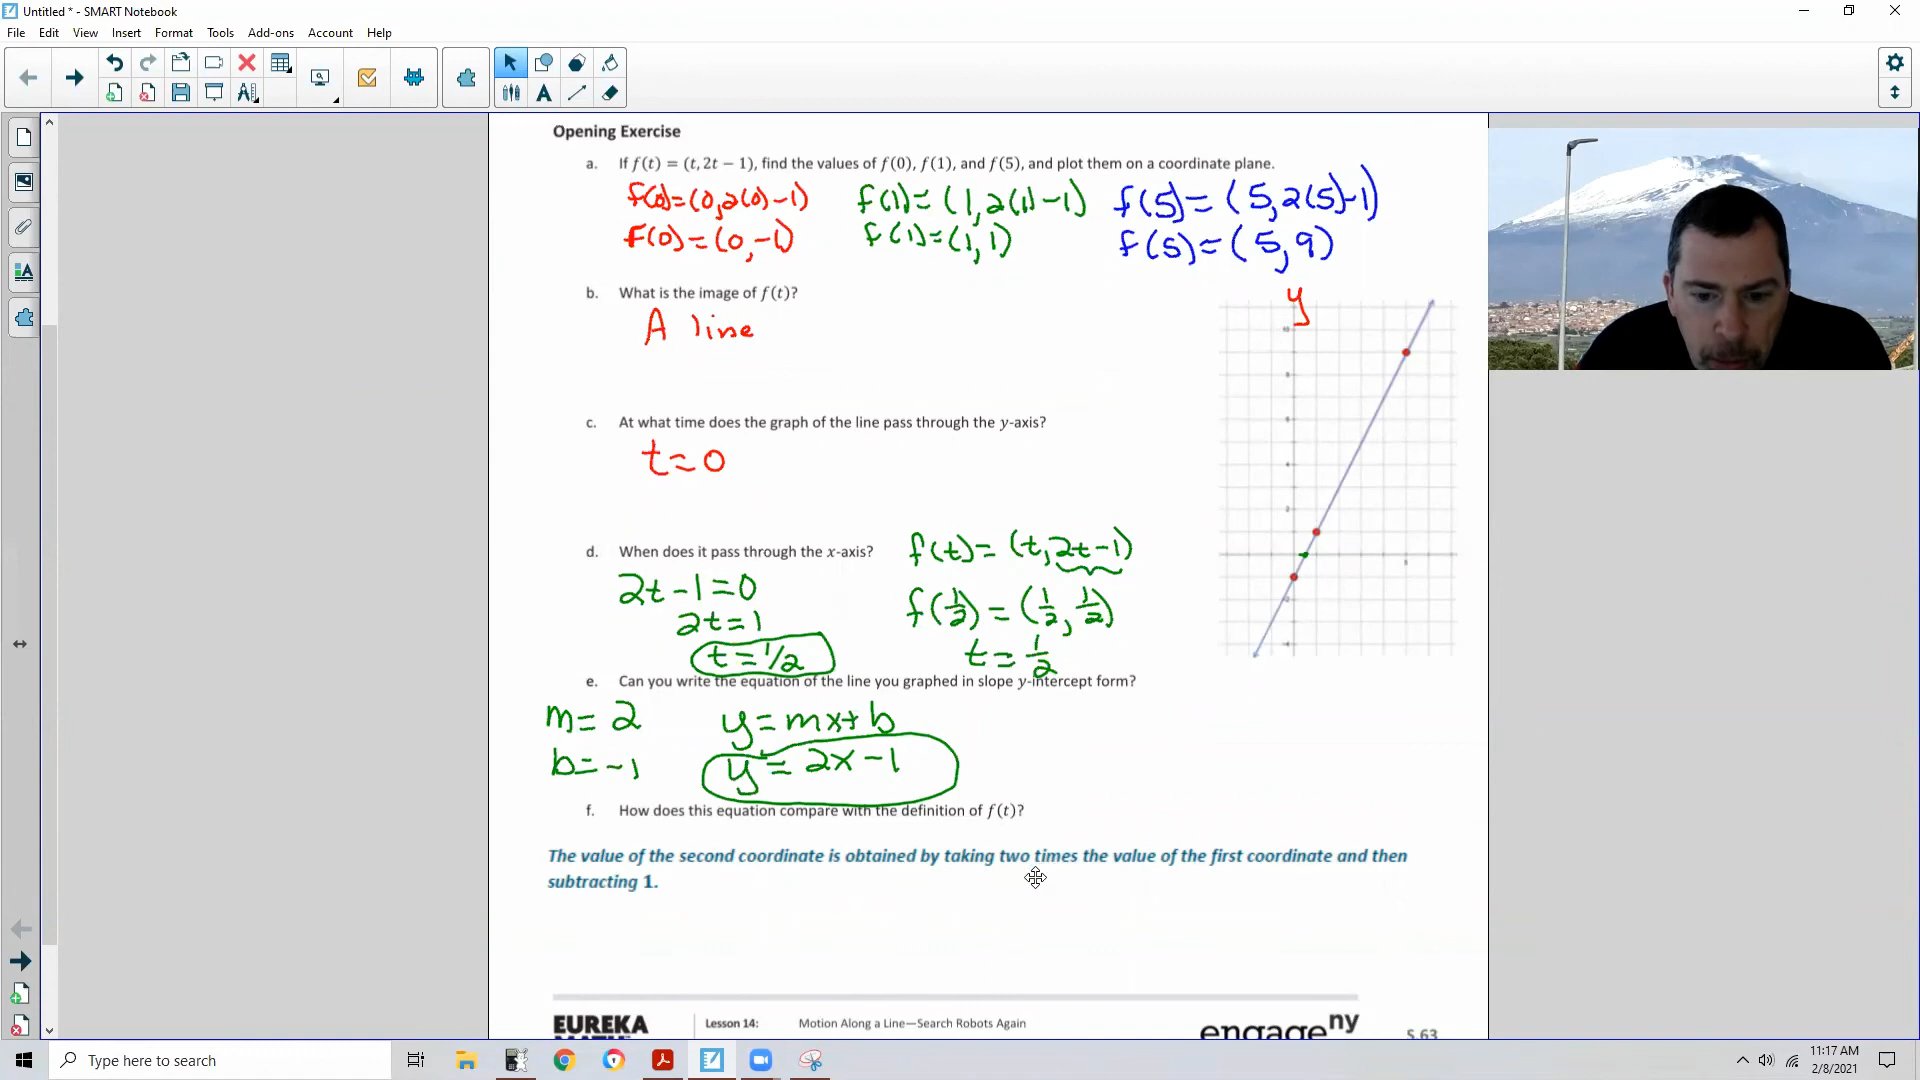 Untitled * - SMART Notebook
File Edit View Insert Format Tools Add-ons Account Help
Opening Exercise
a. If f(t) = (t, 2t − 1), find the values of f(0), f(1), and f(5), and plot them on a coordinate plane.
f(0)=(0,2(0)-1) f(1)=(1,2(1)-1) f(5)=(5,2(5)-1)
f(0)=(0,-1) f(1)=(1,1) f(5)=(5,9)
b. What is the image of f(t)?
y
A line
c. At what time does the graph of the line pass through the y-axis?
t=0
d. When does it pass through the x-axis? f(t)=(t,2t-1)
2t-1=0 f(1/2)=(1/2,1/2)
2t=1
t=1/2 t=1/2
e. Can you write the equation of the line you graphed in slope y-intercept form?
m=2 y=mx+b
b=-1 y=2x-1
f. How does this equation compare with the definition of f(t)?
The value of the second coordinate is obtained by taking two times the value of the first coordinate and then
subtracting 1.
EUREKA Lesson 14: Motion Along a Line—Search Robots Again engage ny S.63
Type here to search
11:17 AM
2/8/2021